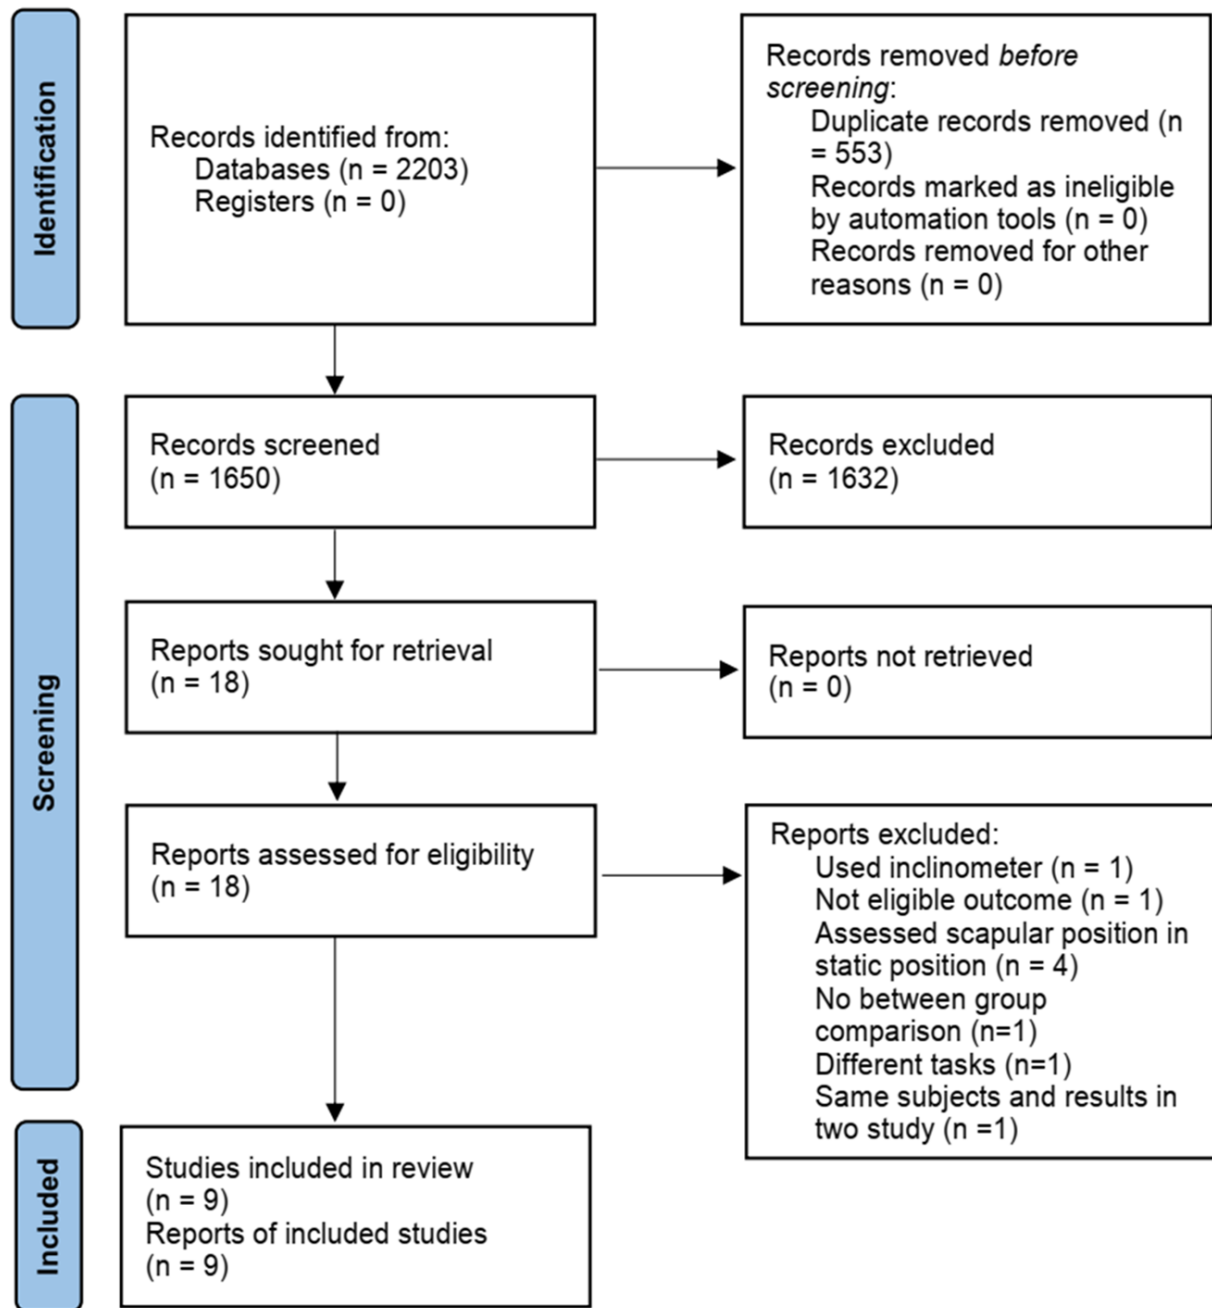 Identification
Records identified from:
Databases (n = 2203)
Registers (n = 0)
Records removed before
screening:
Duplicate records removed (n
= 553)
Records marked as ineligible
by automation tools (n = 0)
Records removed for other
reasons (n = 0)
Screening
Records screened
(n = 1650)
Records excluded
(n = 1632)
Reports sought for retrieval
(n = 18)
Reports not retrieved
(n = 0)
Reports assessed for eligibility
(n = 18)
Reports excluded:
Used inclinometer (n = 1)
Not eligible outcome (n = 1)
Assessed scapular position in
static position (n = 4)
No between group
comparison (n=1)
Different tasks (n=1)
Same subjects and results in
two study (n =1)
Included
Studies included in review
(n = 9)
Reports of included studies
(n = 9)